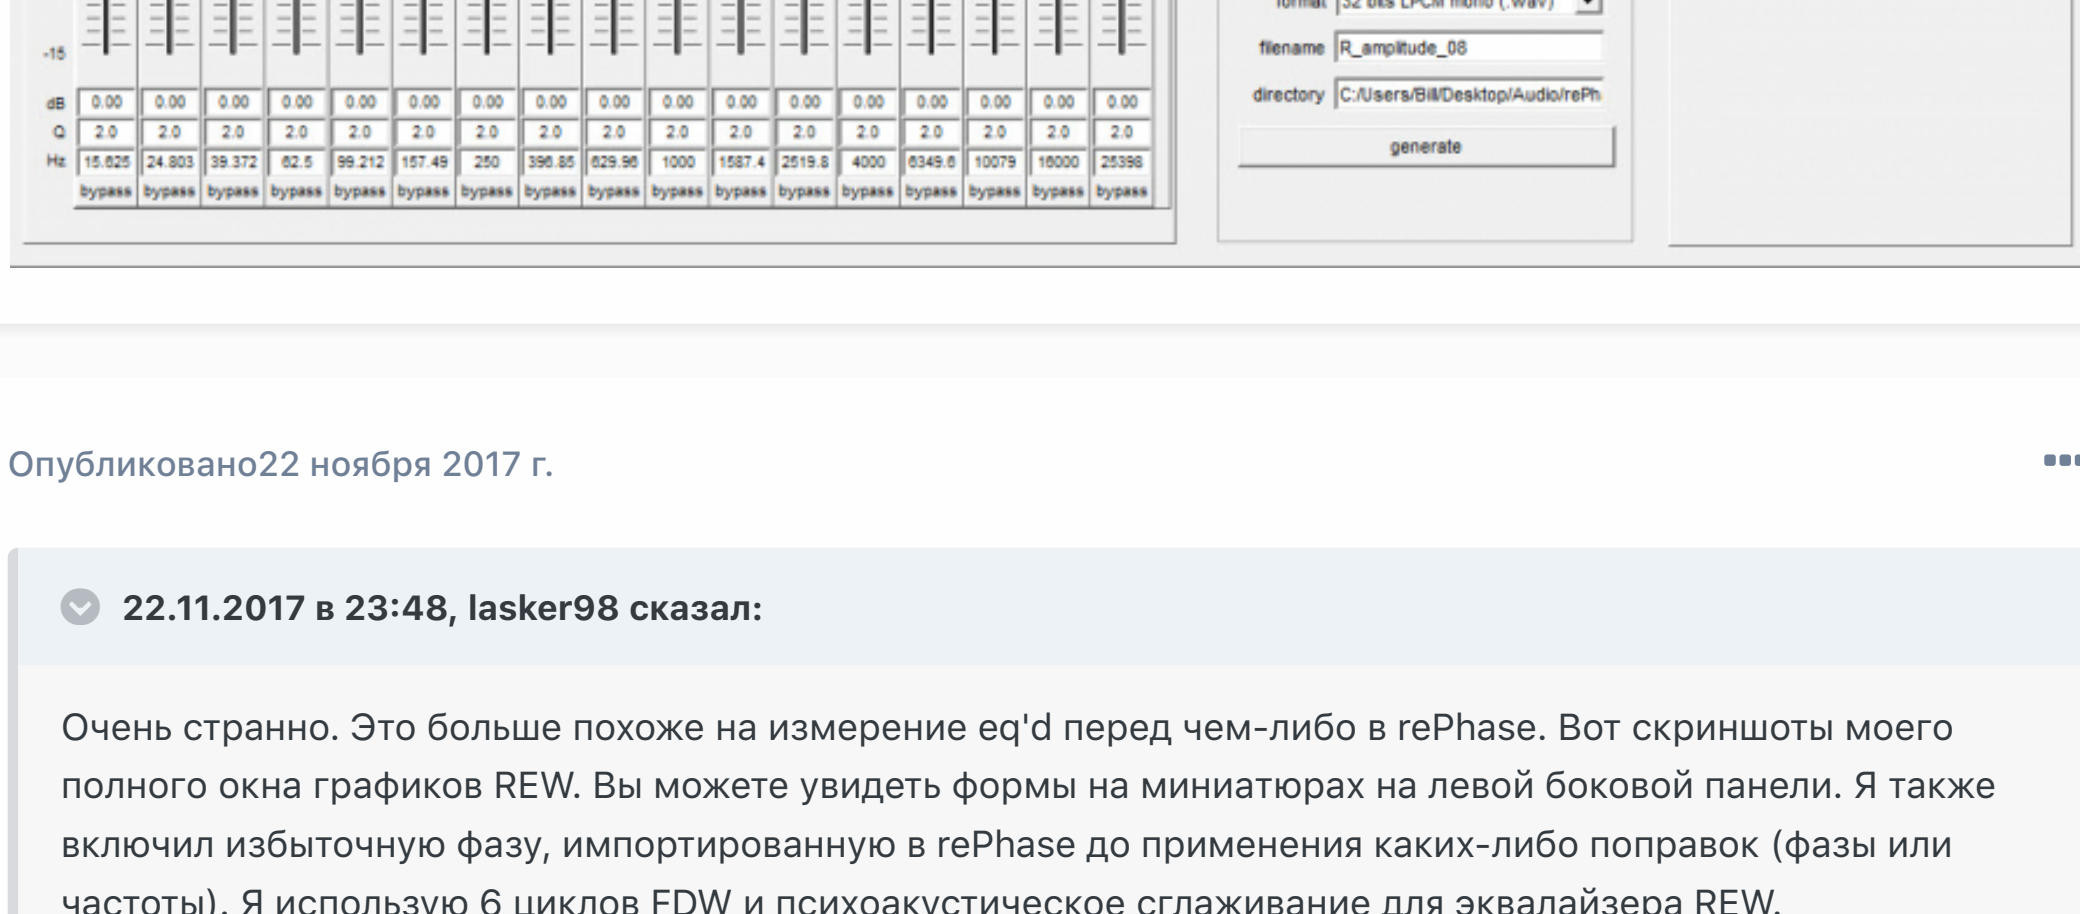 format 32 bits LPCM mono (.wav)
-15
filename R_amplitude_08
directory C:/Users/Bill/Desktop/Audio/rePh
dB 0.00 0.00 0.00 0.00 0.00 0.00 0.00 0.00 0.00 0.00 0.00 0.00 0.00 0.00 0.00 0.00 0.00
Q 2.0 2.0 2.0 2.0 2.0 2.0 2.0 2.0 2.0 2.0 2.0 2.0 2.0 2.0 2.0 2.0 2.0
generate
Hz 15.625 24.803 39.372 62.5 99.212 157.49 250 396.85 629.96 1000 1587.4 2519.8 4000 6349.6 10079 16000 25398
bypass bypass bypass bypass bypass bypass bypass bypass bypass bypass bypass bypass bypass bypass bypass bypass bypass
Опубликовано22 ноября 2017 г.
22.11.2017 в 23:48, lasker98 сказал:
Очень странно. Это больше похоже на измерение eq'd перед чем-либо в rePhase. Вот скриншоты моего
полного окна графиков REW. Вы можете увидеть формы на миниатюрах на левой боковой панели. Я также
включил избыточную фазу, импортированную в rePhase до применения каких-либо поправок (фазы или
частоты). Я использую 6 циклов FDW и психоакустическое сглаживание для эквалайзера REW.